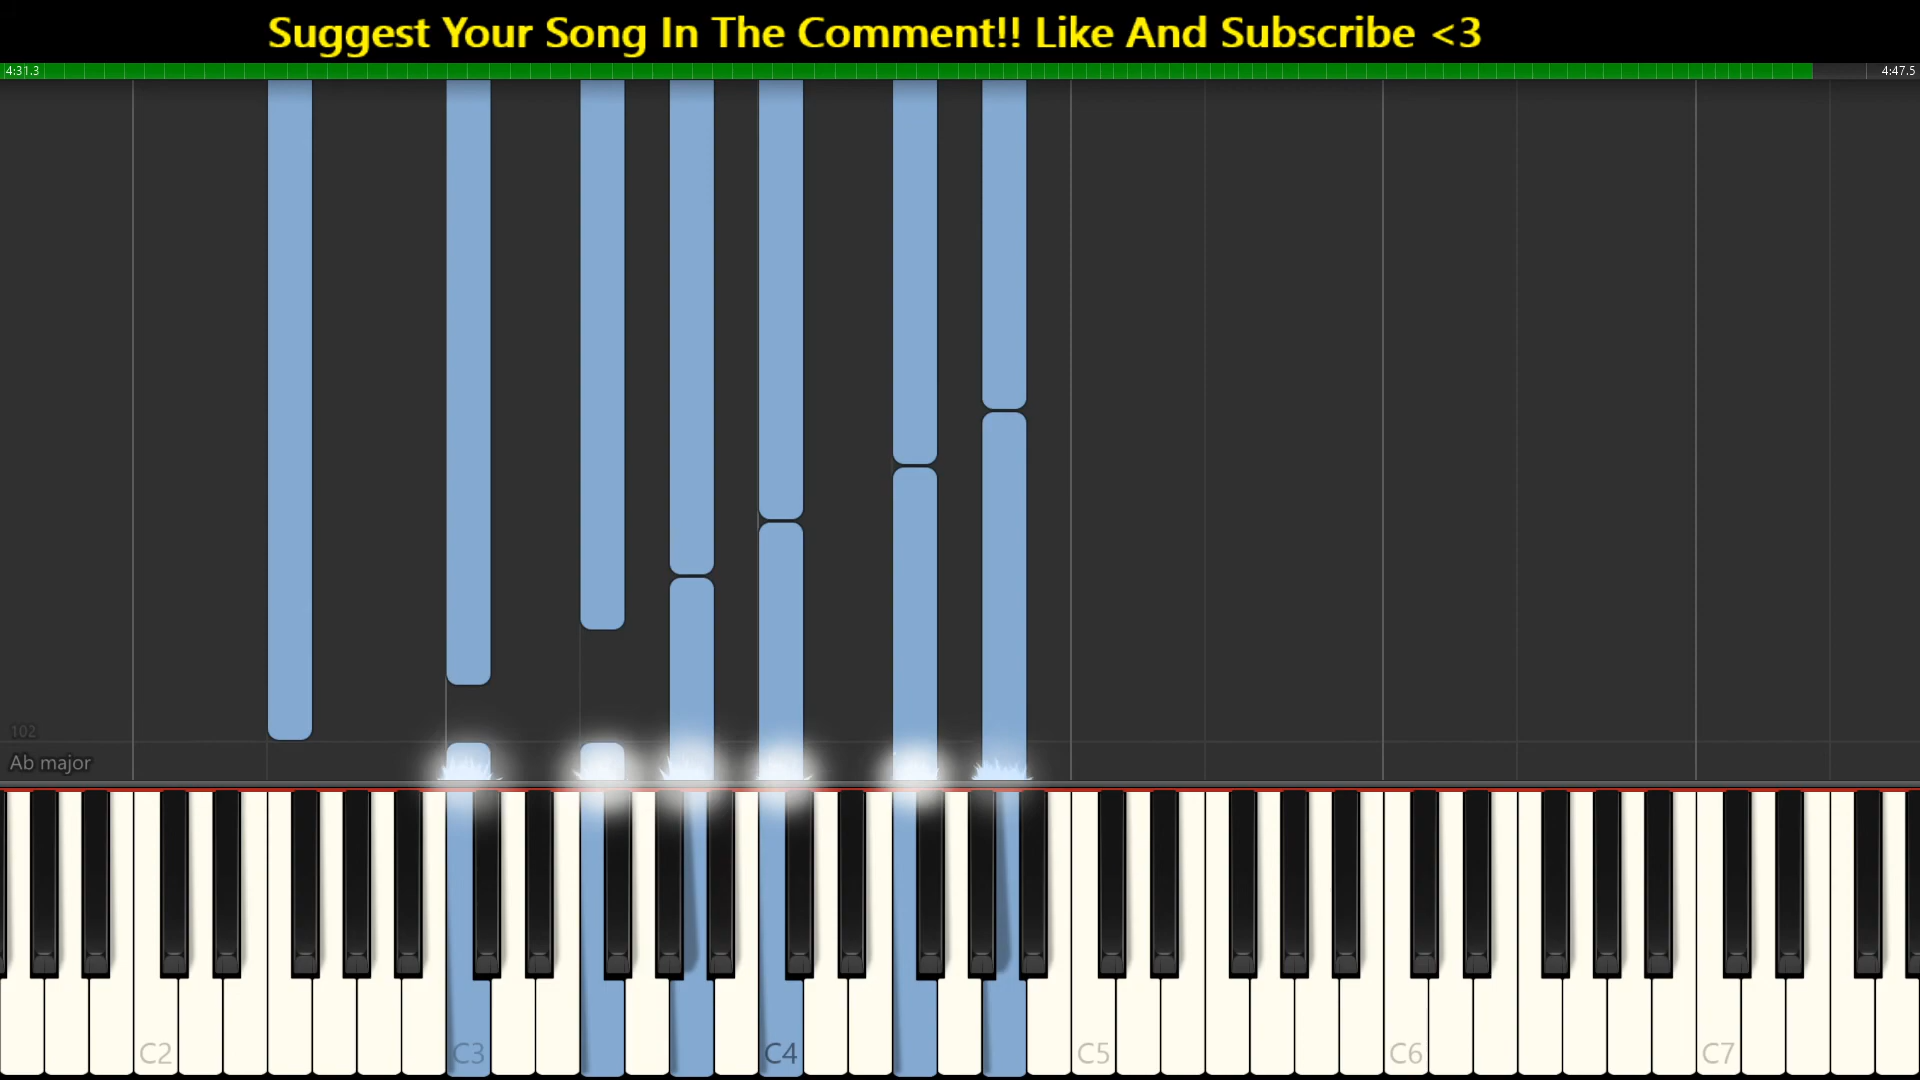 Suggest Your Song In The Comment!! Like And Subscribe <3
4:31.3
4:47.5
102
Ab major
C2
C3
C4
C5
C6
C7